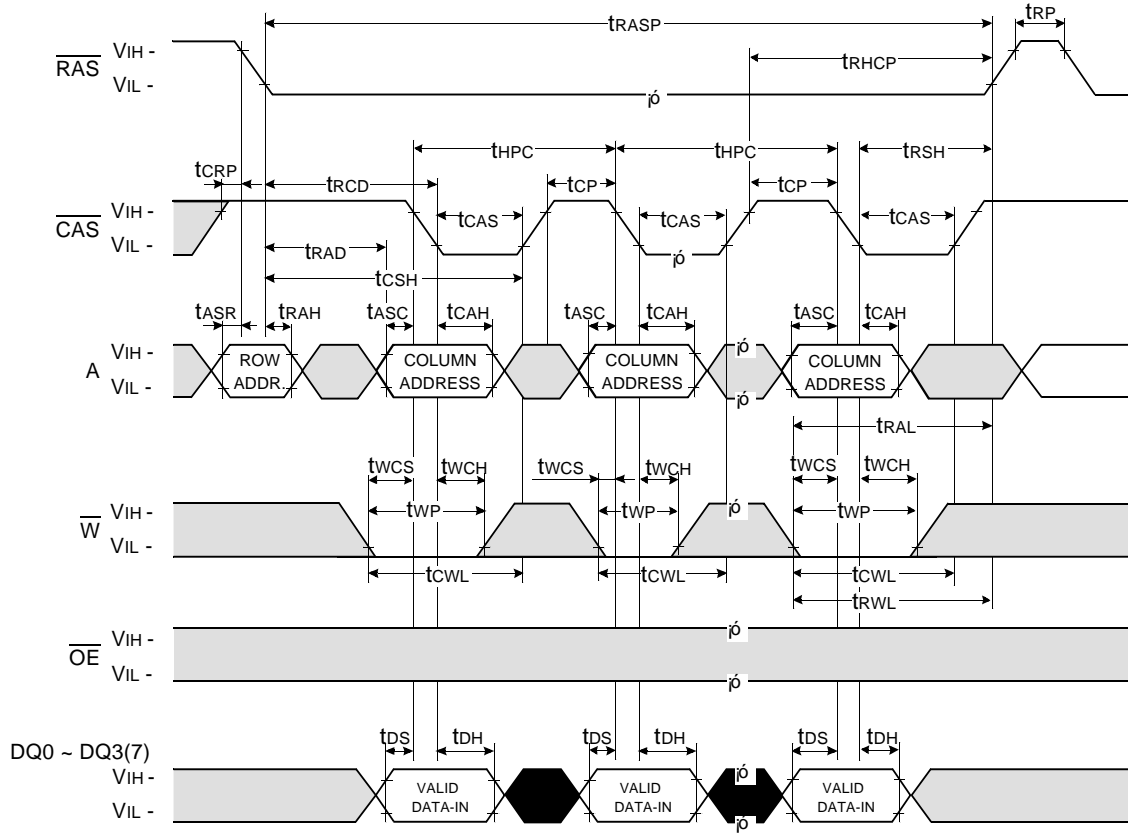 tRASP
tRP
RAS
VIH -
tRHCP
VIL -
¡ó
tHPC
tHPC
tRSH
tCRP
tRCD
tCP
tCP
CAS
VIH -
tCAS
tCAS
tCAS
VIL -
tRAD
¡ó
tCSH
tASR
tRAH
tASC
tCAH
tASC
tCAH
tASC
tCAH
A
VIH -
VIL -
ROW
ADDR.
COLUMN
ADDRESS
COLUMN
ADDRESS
¡ó
¡ó
COLUMN
ADDRESS
tRAL
tWCS
tWCH
tWCS
tWCH
tWCS
tWCH
W
VIH -
tWP
tWP
¡ó
tWP
VIL -
tCWL
tCWL
tCWL
tRWL
OE
VIH -
¡ó
VIL -
¡ó
DQ0 ~ DQ3(7)
tDS
tDH
tDS
tDH
tDS
tDH
VIH -
VIL -
VALID
DATA-IN
VALID
DATA-IN
¡ó
¡ó
VALID
DATA-IN